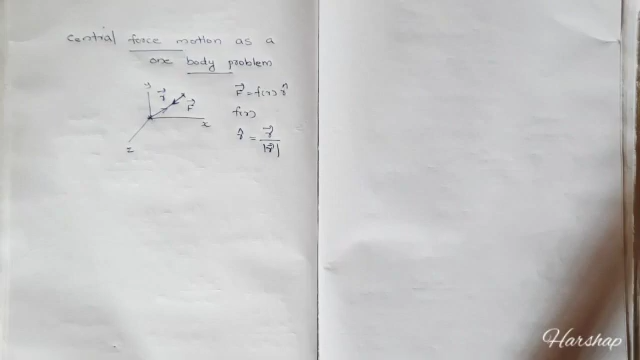 Central force motion as a
one body problem
y r⃗ F⃗ x z
F⃗ = f(r) r̂
f(r)
r̂ = r⃗ / |r⃗|
Harshap